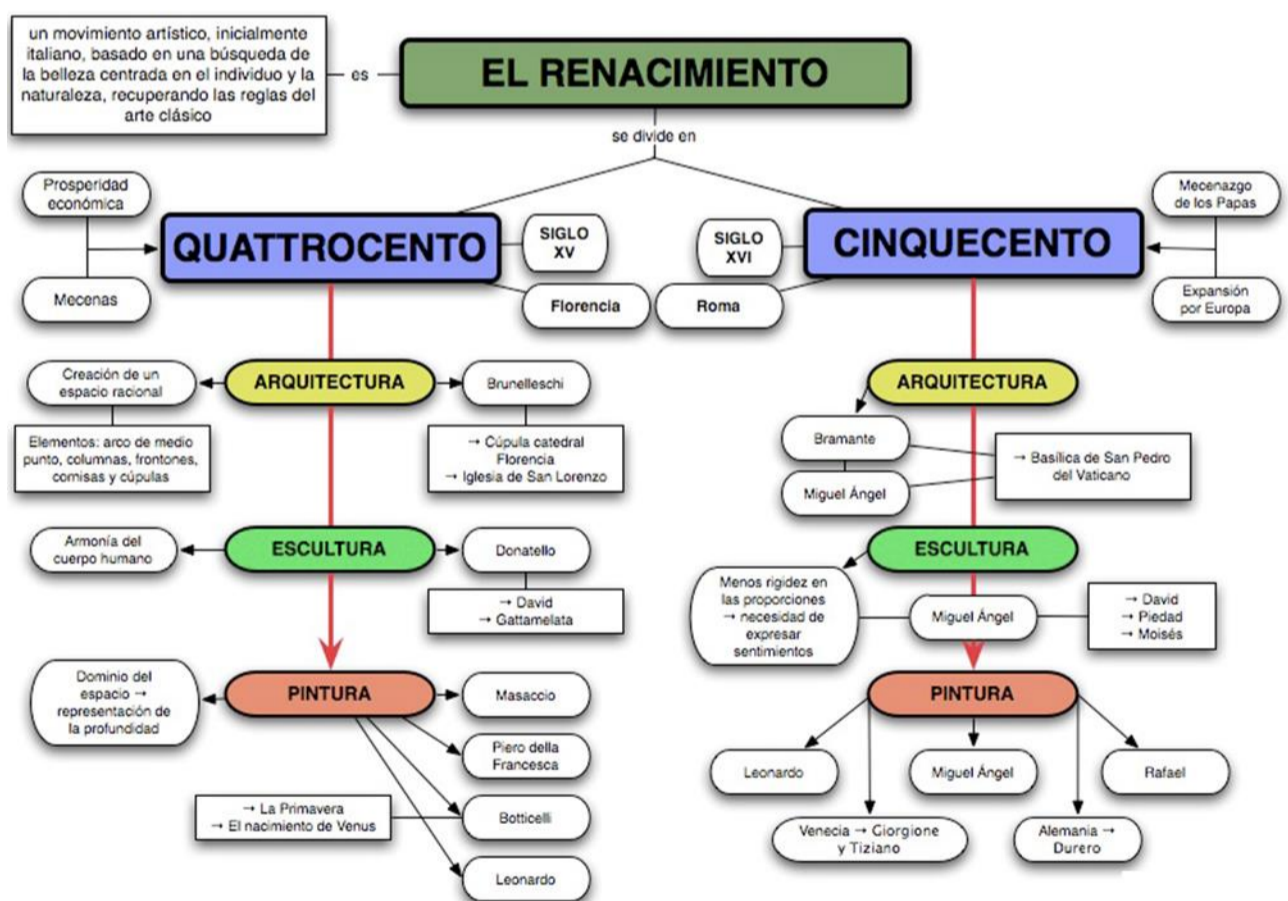 un movimiento artístico, inicialmente
italiano, basado en una búsqueda de
la belleza centrada en el individuo y la
naturaleza, recuperando las reglas del
arte clásico
es
EL RENACIMIENTO
se divide en
Prosperidad
económica
Mecenas
QUATTROCENTO
SIGLO
XV
Florencia
SIGLO
XVI
Roma
CINQUECENTO
Mecenazgo
de los Papas
Expansión
por Europa
Creación de un
espacio racional
Elementos: arco de medio
punto, columnas, frontones,
cornisas y cúpulas
ARQUITECTURA
Brunelleschi
→ Cúpula catedral
Florencia
→ Iglesia de San Lorenzo
Armonía del
cuerpo humano
ESCULTURA
Donatello
→ David
→ Gattamelata
Dominio del
espacio →
representación de
la profundidad
PINTURA
Masaccio
Piero della
Francesca
→ La Primavera
→ El nacimiento de Venus
Botticelli
Leonardo
ARQUITECTURA
Bramante
Miguel Ángel
→ Basílica de San Pedro
del Vaticano
ESCULTURA
Menos rigidez en
las proporciones
→ necesidad de
expresar
sentimientos
Miguel Ángel
→ David
→ Piedad
→ Moisés
PINTURA
Leonardo
Miguel Ángel
Rafael
Venecia → Giorgione
y Tiziano
Alemania →
Durero